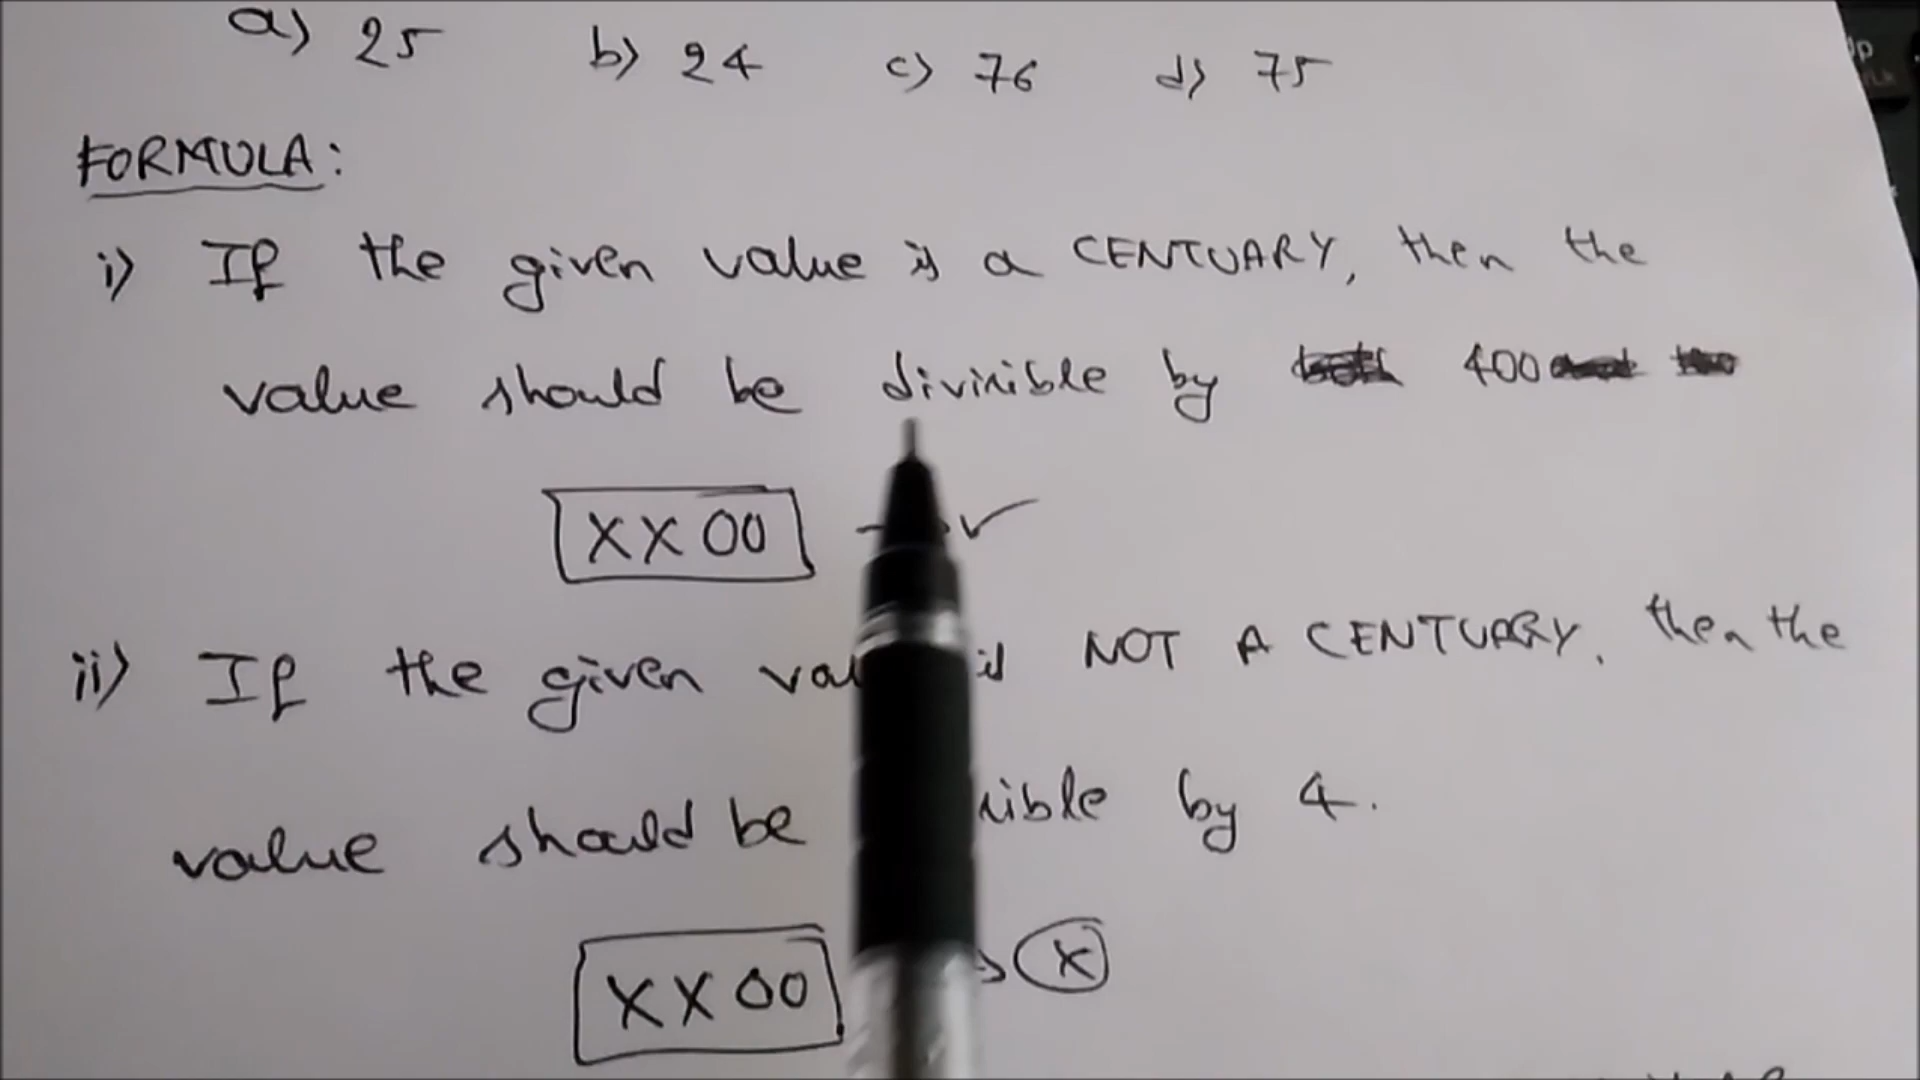 a) 25 b) 24 c) 76 d) 75
FORMULA:
i) If the given value is a CENTUARY, then the
value should be divisible by 400
XX00
ii) If the given is NOT A CENTUARY, then the
value should be by 4.
XX00 X